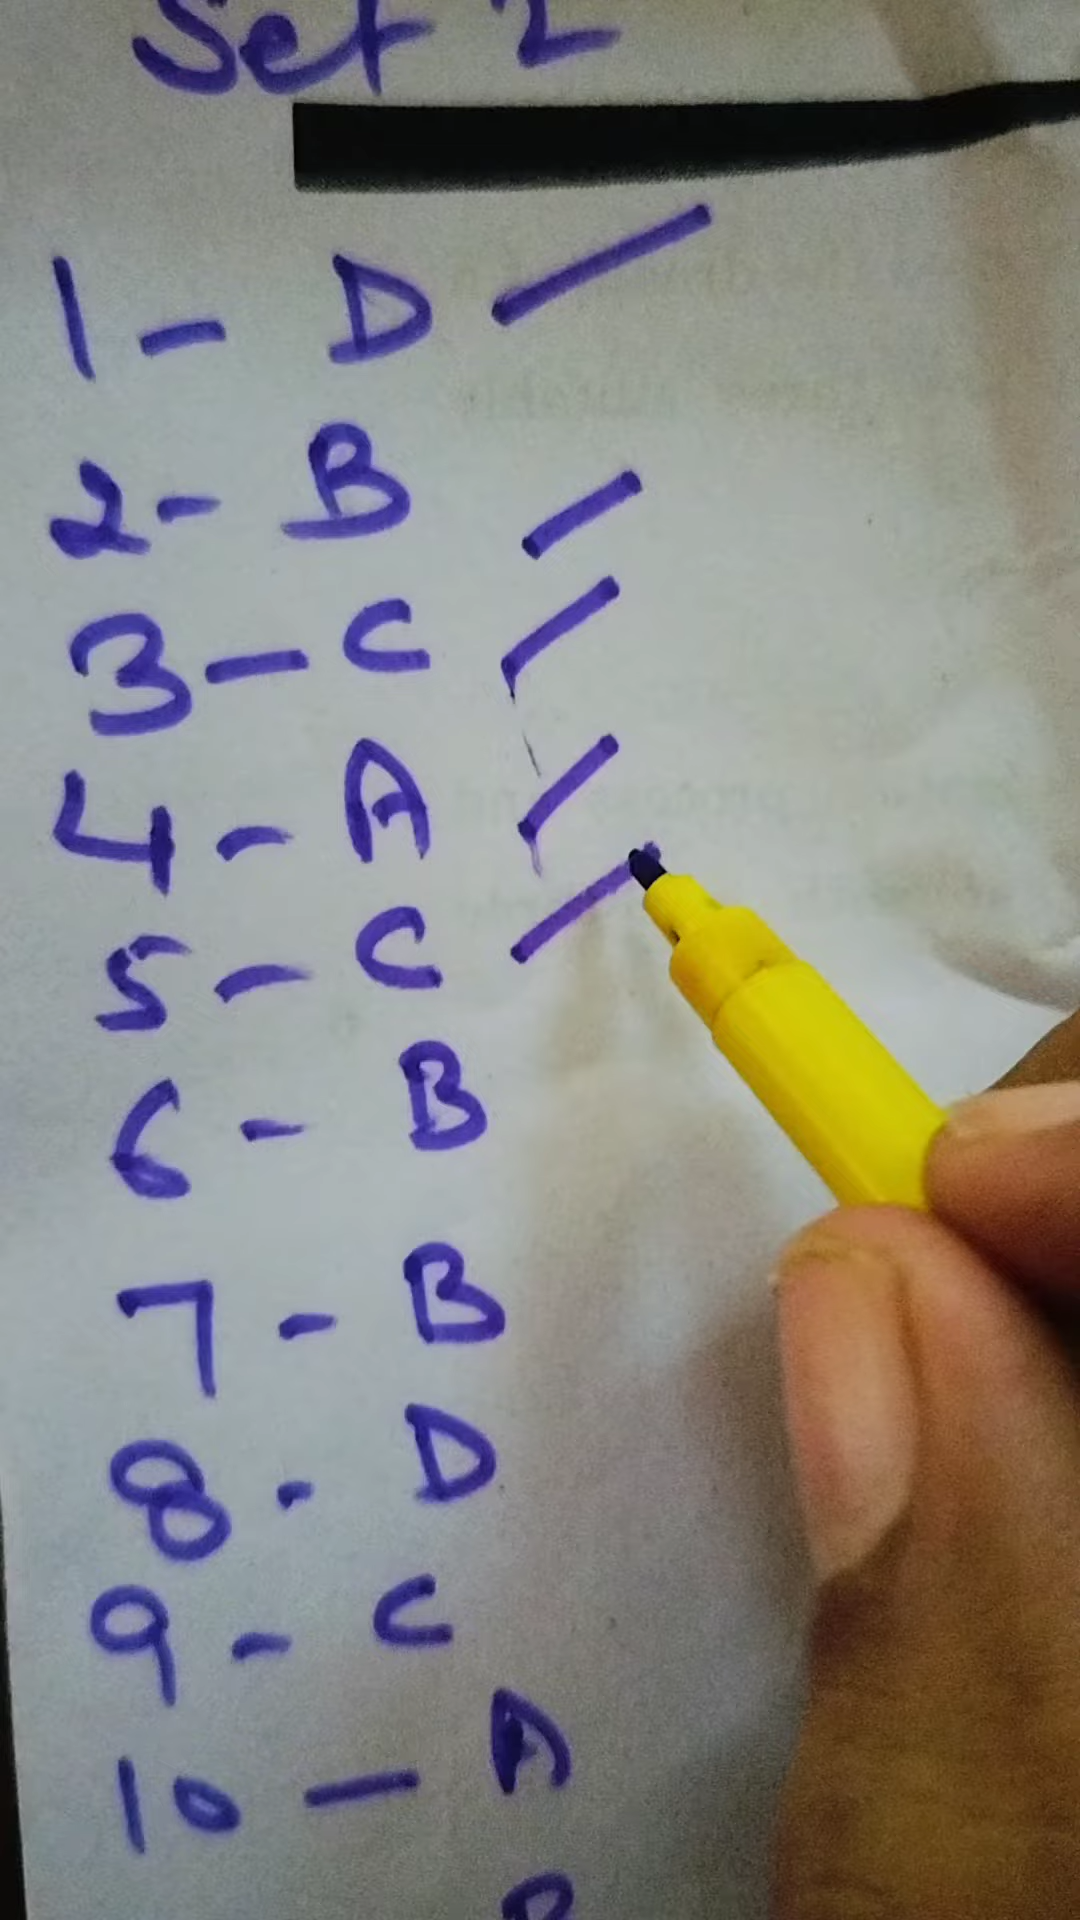 Set 2
1 - D
2 - B
3 - C
4 - A
5 - C
6 - B
7 - B
8 - D
9 - C
10 - A